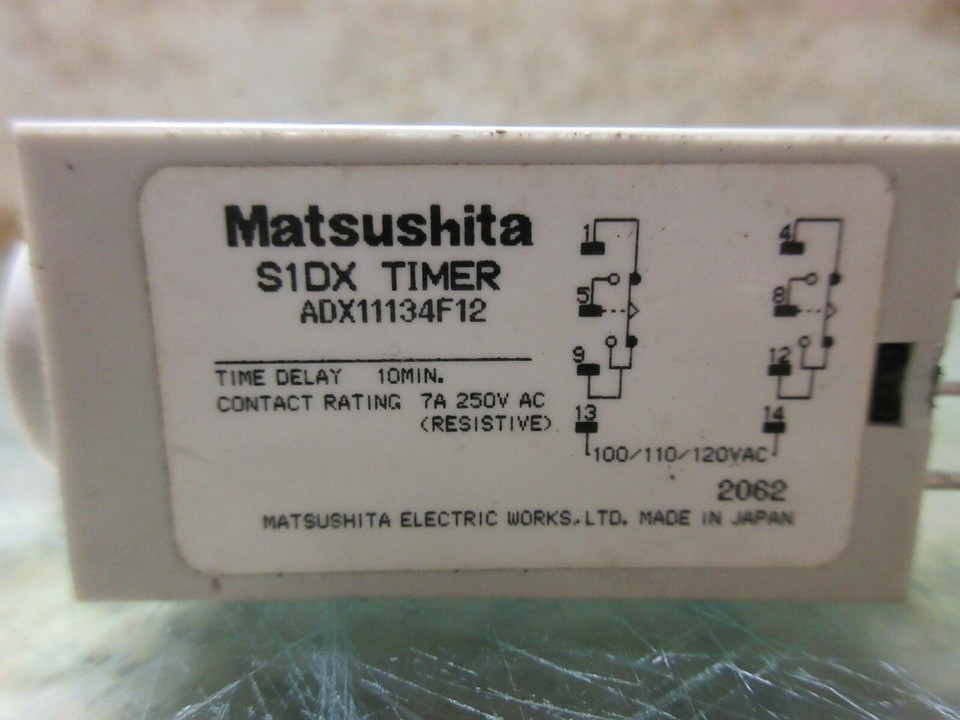 Matsushita
S1DX TIMER
ADX11134F12
TIME DELAY 10MIN.
CONTACT RATING 7A 250V AC
(RESISTIVE)
1 4
5 8
9 12
13 14
100/110/120VAC
2062
MATSUSHITA ELECTRIC WORKS, LTD. MADE IN JAPAN